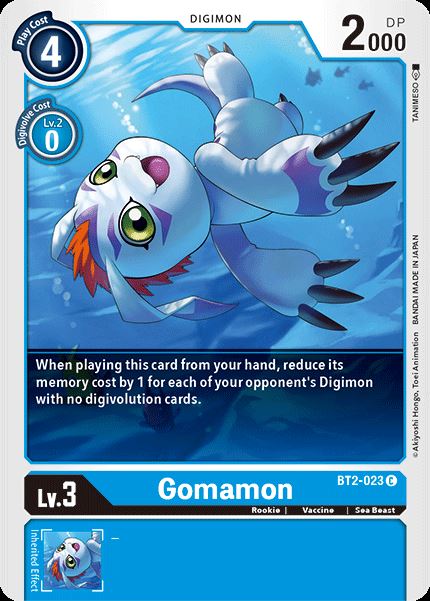 Play Cost
4
DIGIMON
DP
2000
Digivolve Cost
Lv.2
0
TANIMESO
When playing this card from your hand, reduce its
memory cost by 1 for each of your opponent's Digimon
with no digivolution cards.
©Akiyoshi Hongo, Toei Animation BANDAI MADE IN JAPAN
Lv.3
Gomamon
BT2-023 C
Rookie | Vaccine | Sea Beast
Inherited Effect
–